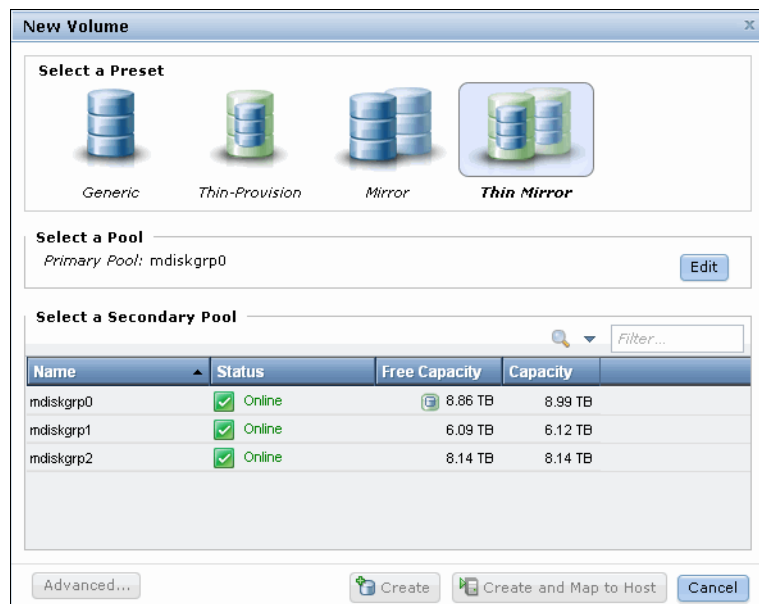 New Volume
Select a Preset
Generic Thin-Provision Mirror Thin Mirror
Select a Pool
Primary Pool: mdiskgrp0 Edit
Select a Secondary Pool
Filter...
Name Status Free Capacity Capacity
mdiskgrp0 Online 8.86 TB 8.99 TB
mdiskgrp1 Online 6.09 TB 6.12 TB
mdiskgrp2 Online 8.14 TB 8.14 TB
Advanced... Create Create and Map to Host Cancel